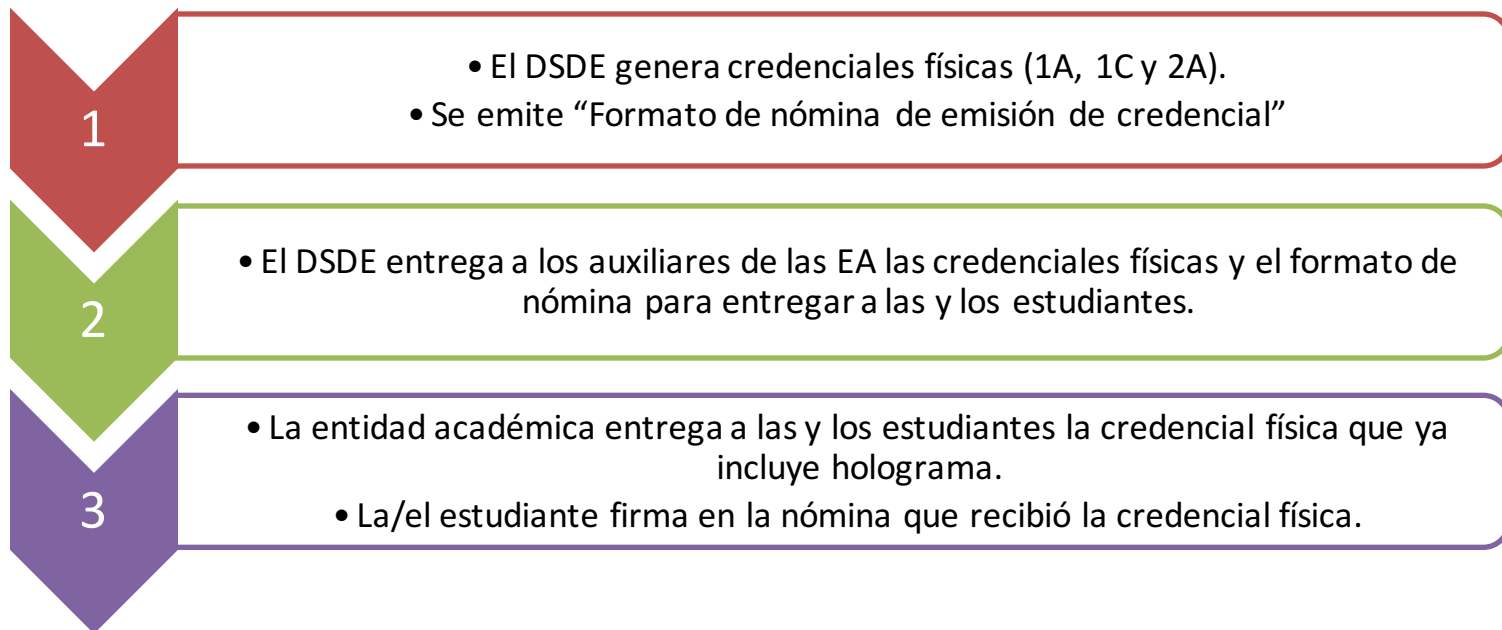 1
• El DSDE genera credenciales físicas (1A, 1C y 2A).
• Se emite “Formato de nómina de emisión de credencial”
2
• El DSDE entrega a los auxiliares de las EA las credenciales físicas y el formato de
nómina para entregar a las y los estudiantes.
3
• La entidad académica entrega a las y los estudiantes la credencial física que ya
incluye holograma.
• La/el estudiante firma en la nómina que recibió la credencial física.